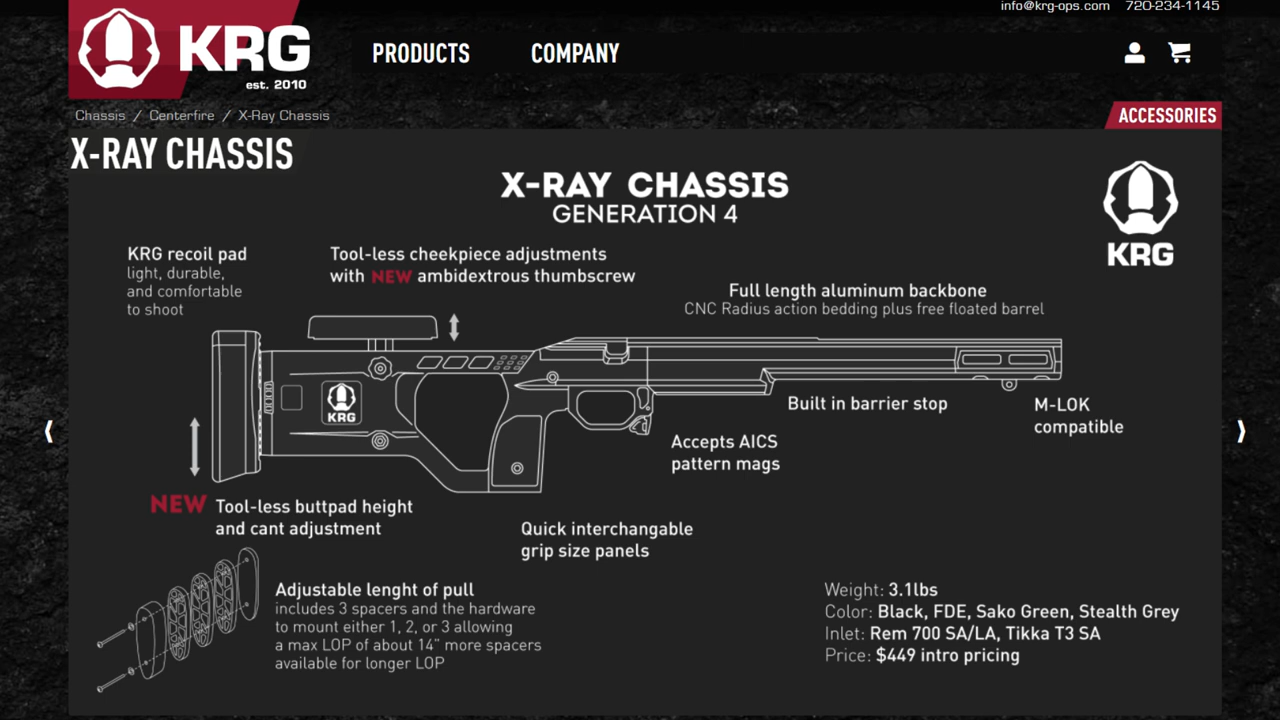 info@krg-ops.com 720-234-1145
KRG
est. 2010
PRODUCTS COMPANY
Chassis / Centerfire / X-Ray Chassis
ACCESSORIES
X-RAY CHASSIS
X-RAY CHASSIS
GENERATION 4
KRG
KRG recoil pad
light, durable,
and comfortable
to shoot
Tool-less cheekpiece adjustments
with NEW ambidextrous thumbscrew
Full length aluminum backbone
CNC Radius action bedding plus free floated barrel
KRG
Built in barrier stop
M-LOK
compatible
Accepts AICS
pattern mags
NEW Tool-less buttpad height
and cant adjustment
Quick interchangable
grip size panels
Adjustable lenght of pull
includes 3 spacers and the hardware
to mount either 1, 2, or 3 allowing
a max LOP of about 14” more spacers
available for longer LOP
Weight: 3.1lbs
Color: Black, FDE, Sako Green, Stealth Grey
Inlet: Rem 700 SA/LA, Tikka T3 SA
Price: $449 intro pricing